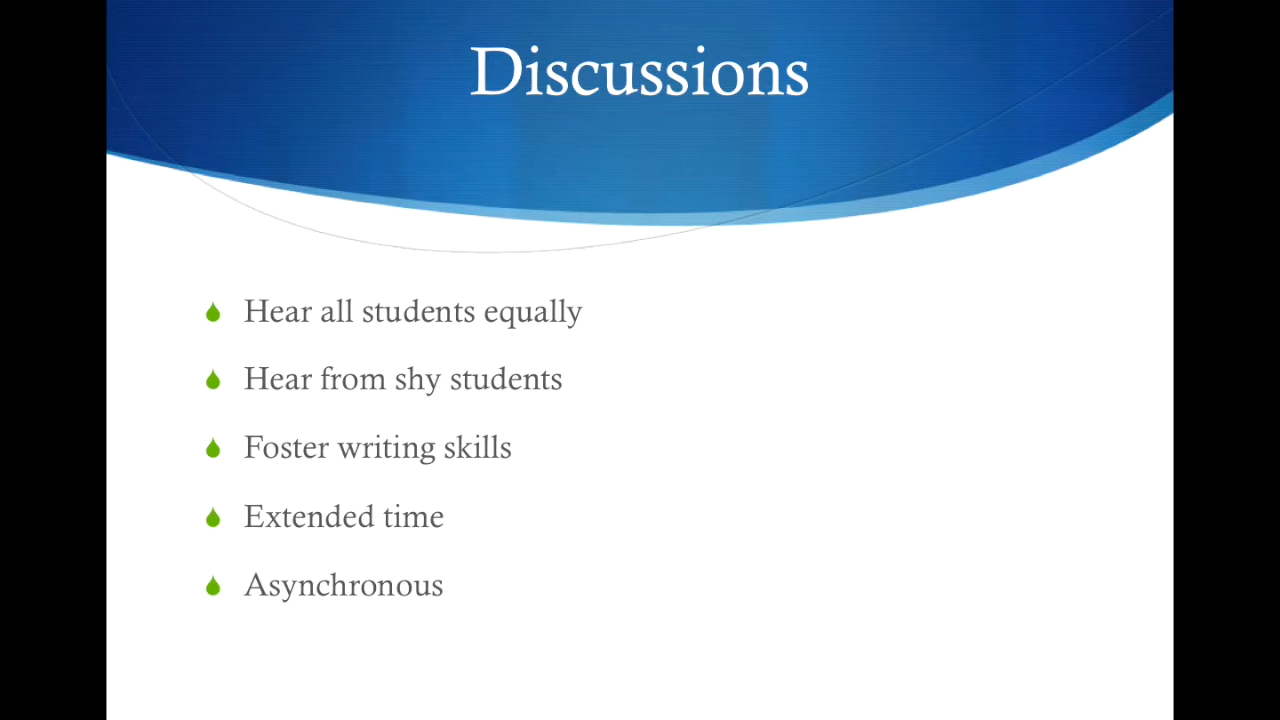 Discussions
Hear all students equally
Hear from shy students
Foster writing skills
Extended time
Asynchronous